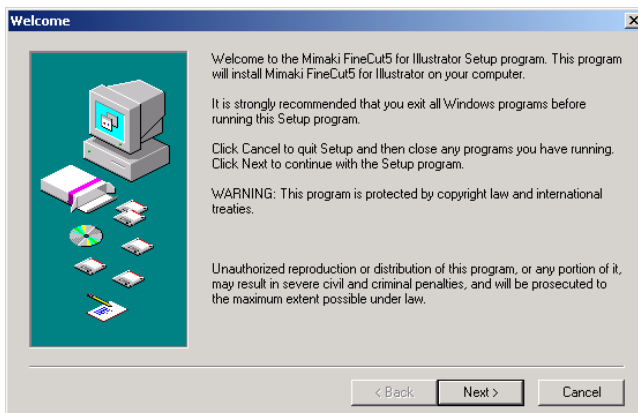 Welcome
Welcome to the Mimaki FineCut5 for Illustrator Setup program. This program
will install Mimaki FineCut5 for Illustrator on your computer.
It is strongly recommended that you exit all Windows programs before
running this Setup program.
Click Cancel to quit Setup and then close any programs you have running.
Click Next to continue with the Setup program.
WARNING: This program is protected by copyright law and international
treaties.
Unauthorized reproduction or distribution of this program, or any portion of it,
may result in severe civil and criminal penalties, and will be prosecuted to
the maximum extent possible under law.
< Back Next > Cancel